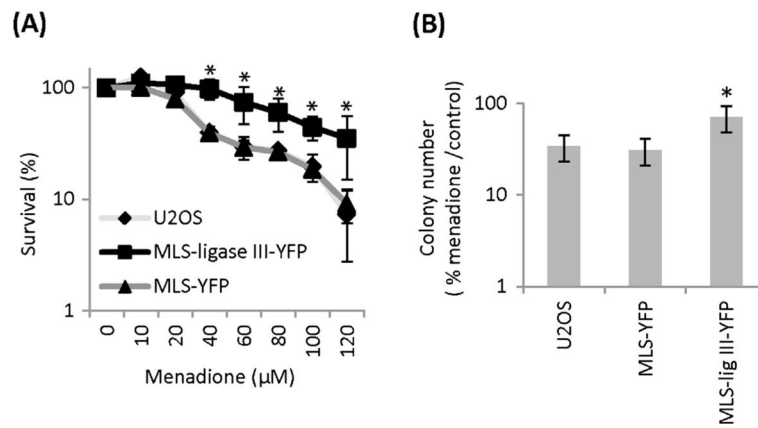 (A)
Survival (%)
100
10
1
* * * * *
U2OS
MLS-ligase III-YFP
MLS-YFP
0 10 20 40 60 80 100 120
Menadione (µM)
(B)
Colony number
( % menadione /control)
100
10
1
*
U2OS
MLS-YFP
MLS-lig III-YFP